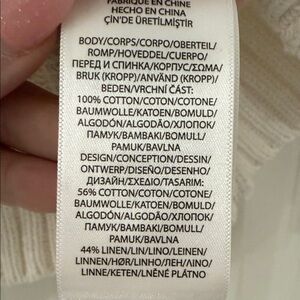 FABRIQUÉ EN CHINE
HECHO EN CHINA
ÇİN'DE ÜRETİLMİŞTİR
BODY/CORPS/CORPO/OBERTEIL/
ROMP/HOVEDDEL/CUERPO/
ПЕРЕД И СПИНКА/КОРПУС/ΣΩΜΑ/
BRUK (KROPP)/ANVÄND (KROPP)/
BEDEN/VRCHNÍ ČÁST:
100% COTTON/COTON/COTONE/
BAUMWOLLE/KATOEN/BOMULD/
ALGODÓN/ALGODÃO/ХЛОПОК/
ПАМУК/BAMBAKI/BOMULL/
PAMUK/BAVLNA
DESIGN/CONCEPTION/DESSIN/
ONTWERP/DISEÑO/DESENHO/
ДИЗАЙН/ΣΧΕΔΙΟ/TASARIM:
56% COTTON/COTON/COTONE/
BAUMWOLLE/KATOEN/BOMULD/
ALGODÓN/ALGODÃO/ХЛОПОК/
ПАМУК/BAMBAKI/BOMULL/
PAMUK/BAVLNA
44% LINEN/LIN/LINO/LEINEN/
LINNEN/HØR/LINHO/ЛЕН/ΛΙΝΟ/
LINNE/KETEN/LNĚNÉ PLÁTNO